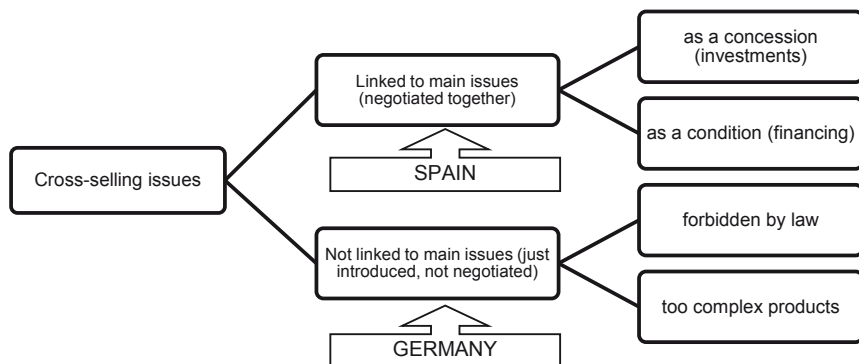 as a concession
(investments)
Linked to main issues
(negotiated together)
as a condition (financing)
SPAIN
Cross-selling issues
forbidden by law
Not linked to main issues (just
introduced, not negotiated)
too complex products
GERMANY